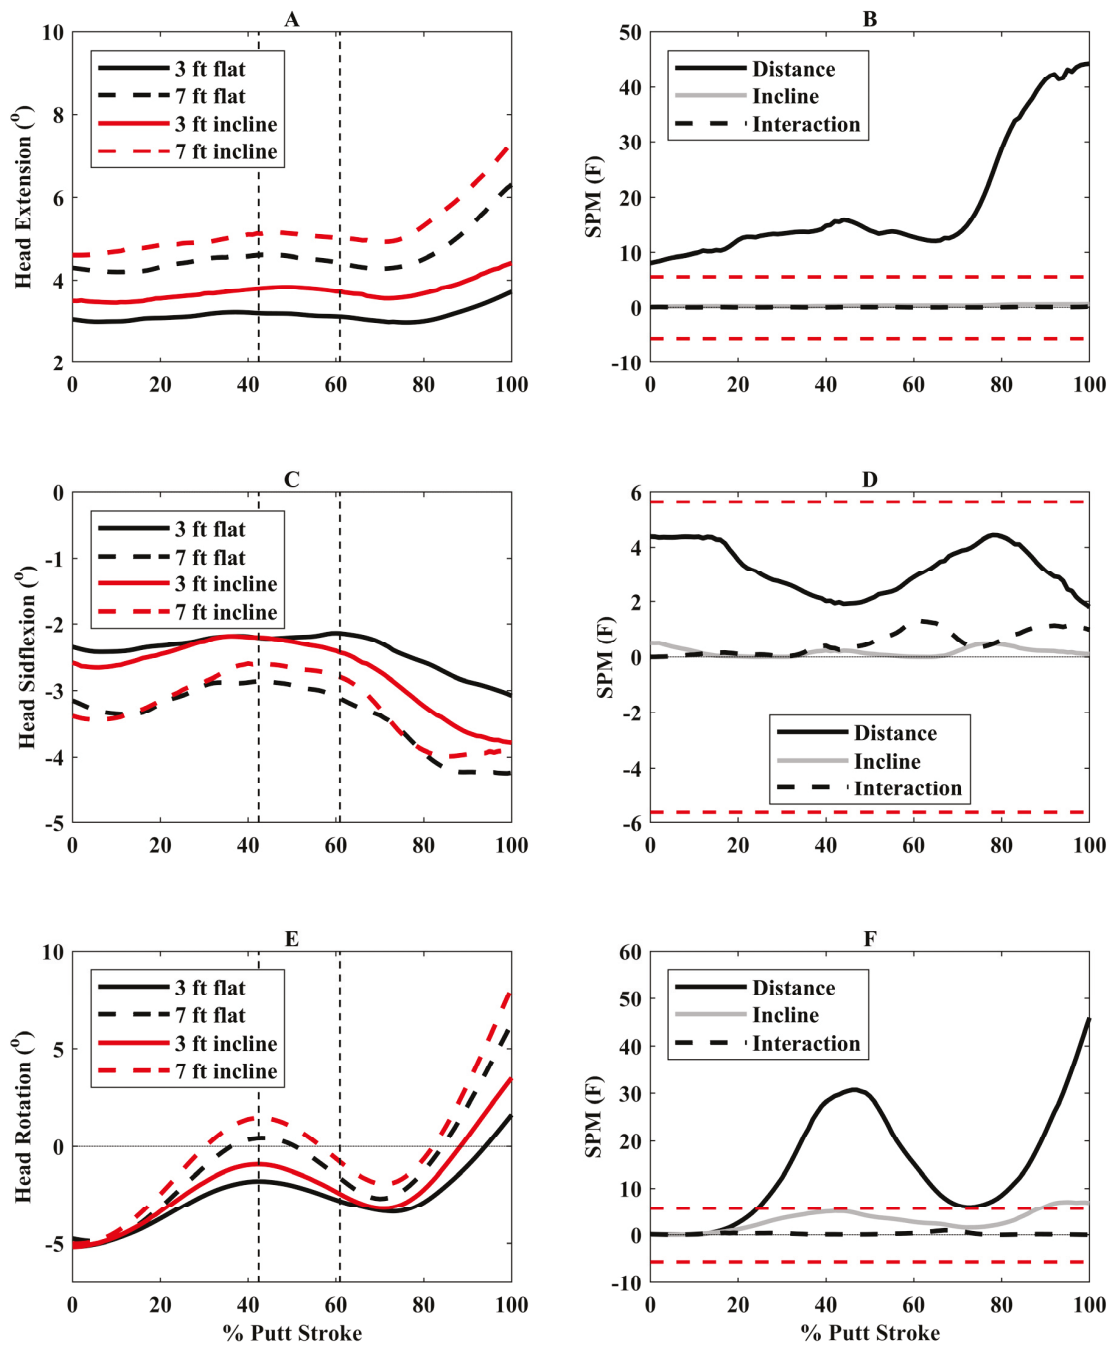 A
Head Extension (⁰)
10
8
6
4
2
3 ft flat
7 ft flat
3 ft incline
7 ft incline
0 20 40 60 80 100
B
SPM (F)
50
40
30
20
10
0
-10
Distance
Incline
Interaction
0 20 40 60 80 100
C
Head Sidflexion (⁰)
0
-1
-2
-3
-4
-5
3 ft flat
7 ft flat
3 ft incline
7 ft incline
0 20 40 60 80 100
D
SPM (F)
6
4
2
0
-2
-4
-6
Distance
Incline
Interaction
0 20 40 60 80 100
E
Head Rotation (⁰)
10
5
0
-5
3 ft flat
7 ft flat
3 ft incline
7 ft incline
0 20 40 60 80 100
% Putt Stroke
F
SPM (F)
60
50
40
30
20
10
0
-10
Distance
Incline
Interaction
0 20 40 60 80 100
% Putt Stroke